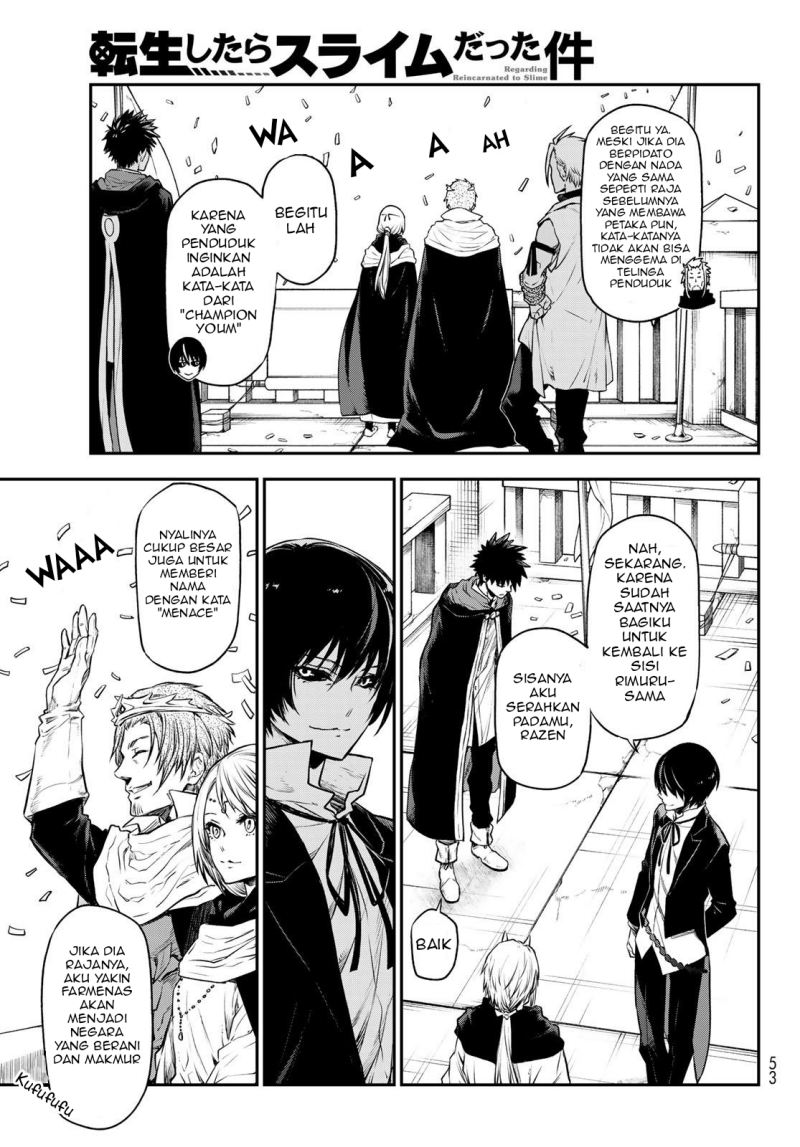 転生したらスライムだった件
Regarding
Reincarnated to Slime
BEGITU YA.
MESKI JIKA DIA
BERPIDATO
DENGAN NADA
YANG SAMA
SEPERTI RAJA
SEBELUMNYA
YANG MEMBAWA
PETAKA PUN,
KATA-KATANYA
TIDAK AKAN BISA
MENGGEMA DI
TELINGA
PENDUDUK
WA
A
A
AH
BEGITU
LAH
KARENA
YANG
PENDUDUK
INGINKAN
ADALAH
KATA-KATA
DARI
"CHAMPION
YOUM"
NAH,
SEKARANG.
KARENA
SUDAH
SAATNYA
BAGIKU
UNTUK
KEMBALI KE
SISI
RIMURU-
SAMA
SISANYA
AKU
SERAHKAN
PADAMU,
RAZEN
BAIK
NYALINYA
CUKUP BESAR
JUGA UNTUK
MEMBERI
NAMA
DENGAN KATA
"MENACE"
WAAA
JIKA DIA
RAJANYA,
AKU YAKIN
FARMENAS
AKAN
MENJADI
NEGARA
YANG BERANI
DAN MAKMUR
Kufufufu
53